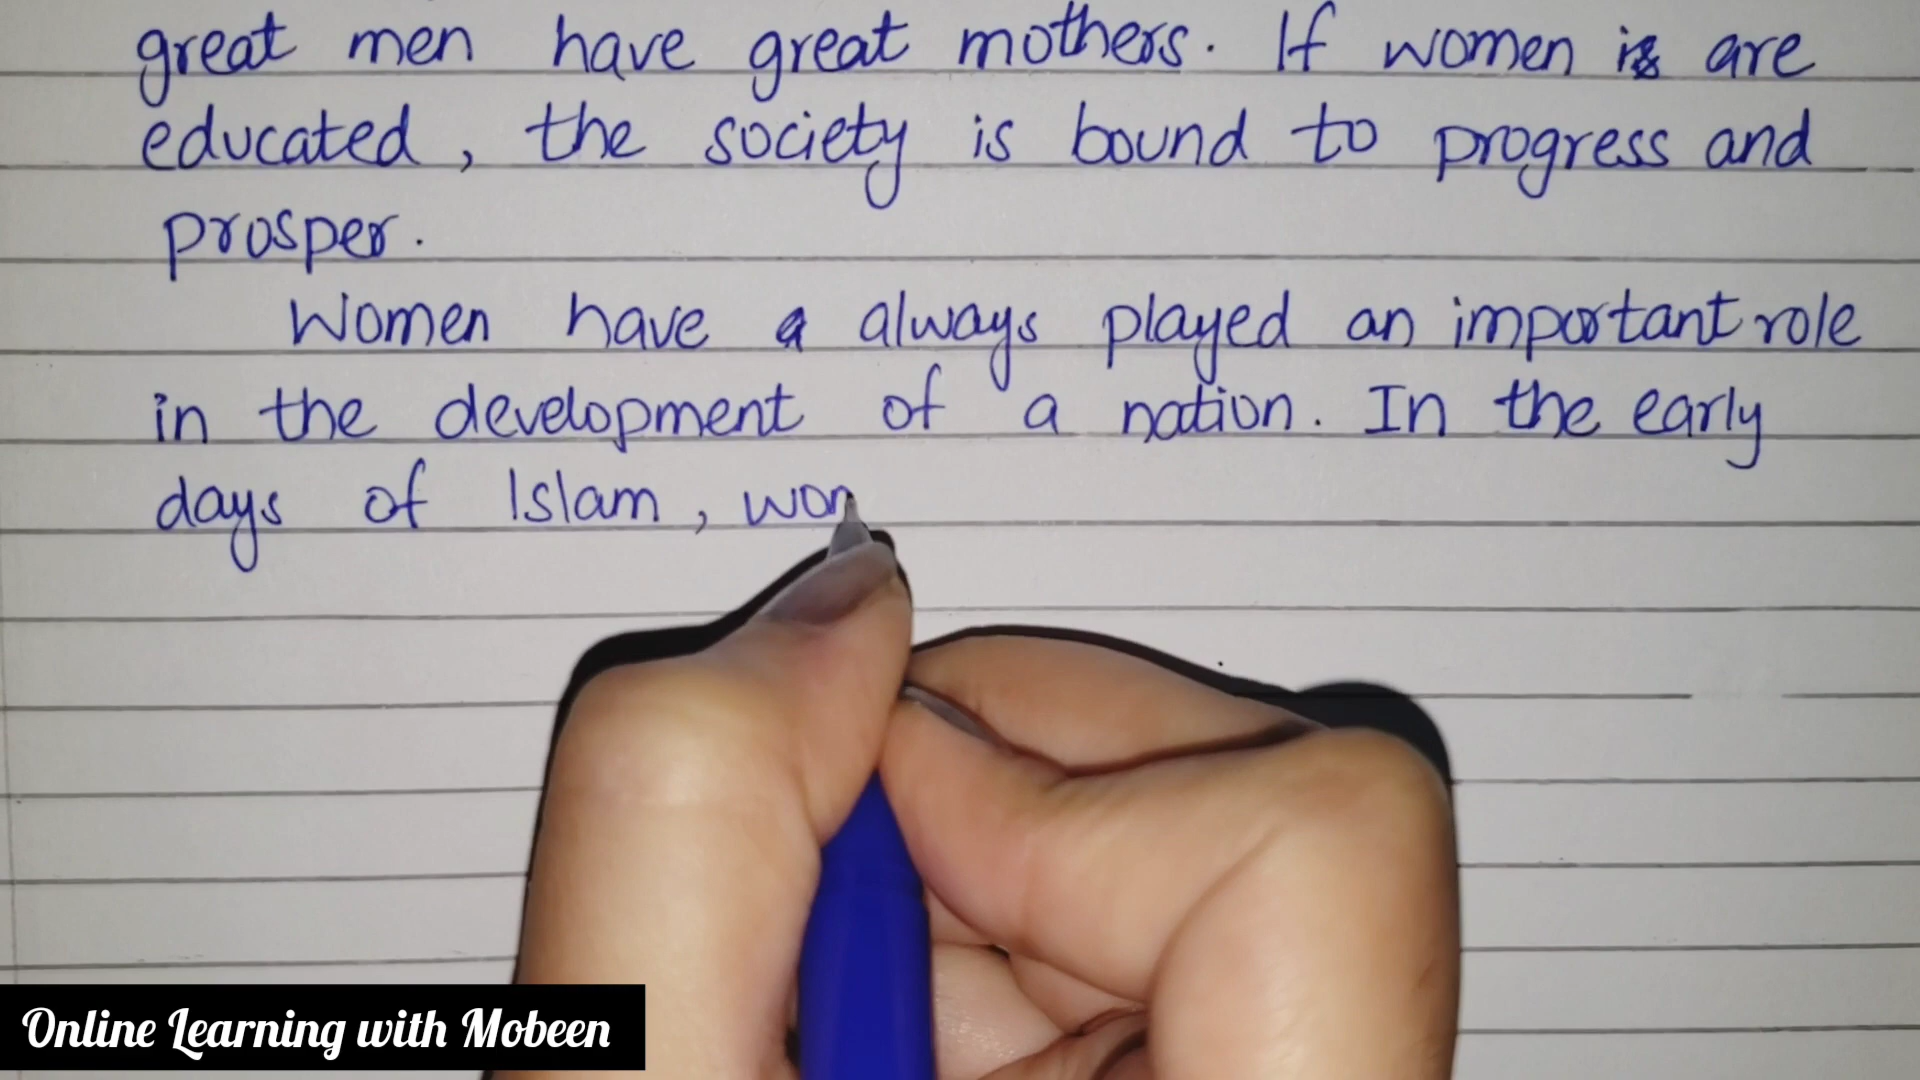 great men have great mothers. If women is are
educated, the society is bound to progress and
prosper.
Women have a always played an important role
in the development of a nation. In the early
days of Islam, wom
Online Learning with Mobeen